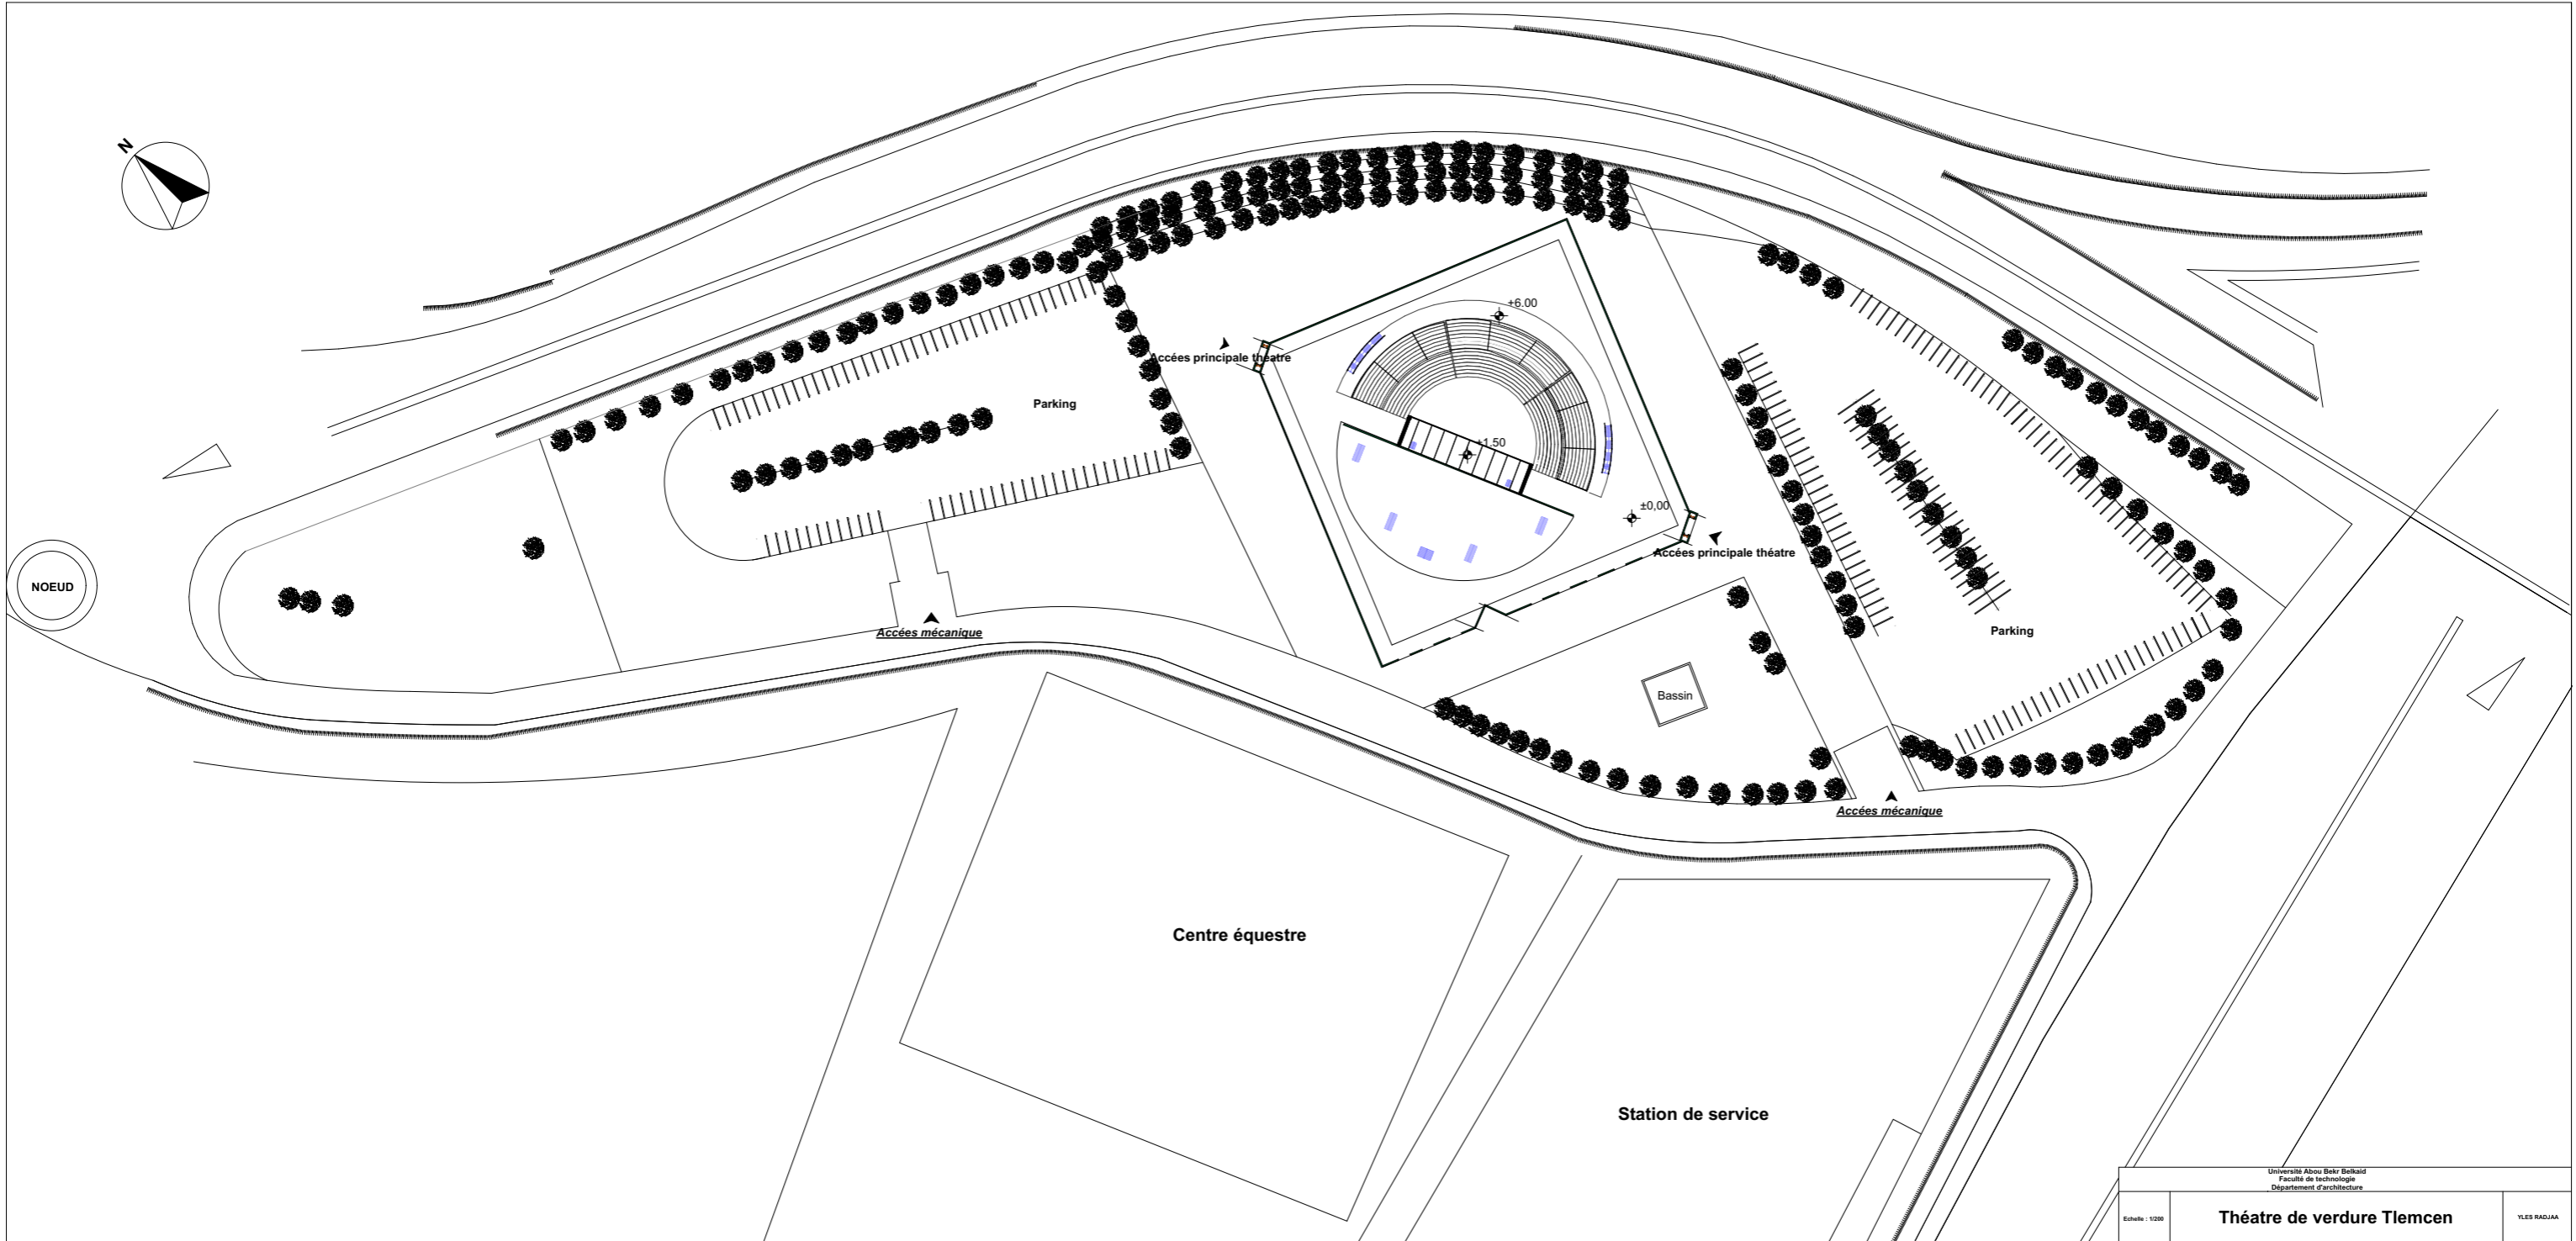 N
+6.00
Accées principale théatre
Parking
+1.50
±0,00
Accées principale théatre
NOEUD
Parking
Accées mécanique
Bassin
Accées mécanique
Centre équestre
Station de service
Université Abou Bekr Belkaid
Faculté de technologie
Département d'architecture
Echelle : 1/200
Théatre de verdure Tlemcen
YLES RADJAA